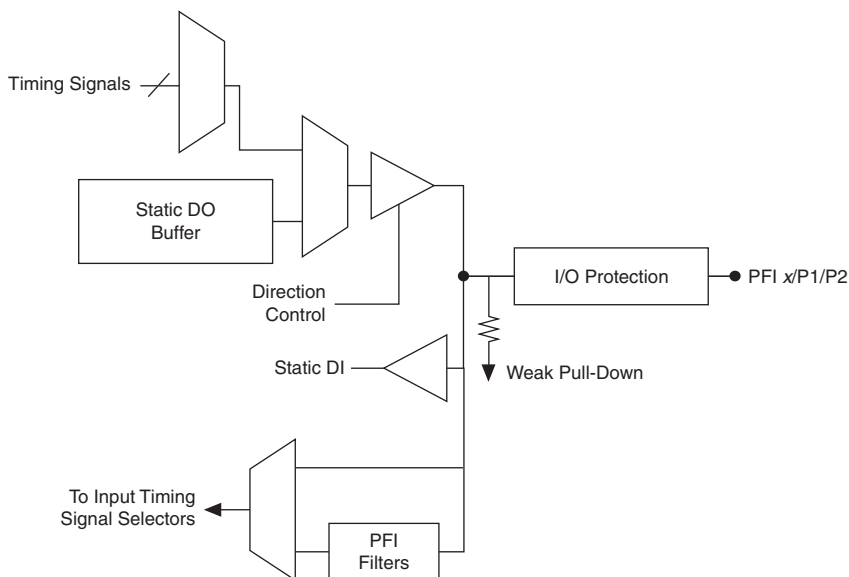 Timing Signals
Static DO
Buffer
Direction
Control
I/O Protection
PFI x/P1/P2
Static DI
Weak Pull-Down
To Input Timing
Signal Selectors
PFI
Filters